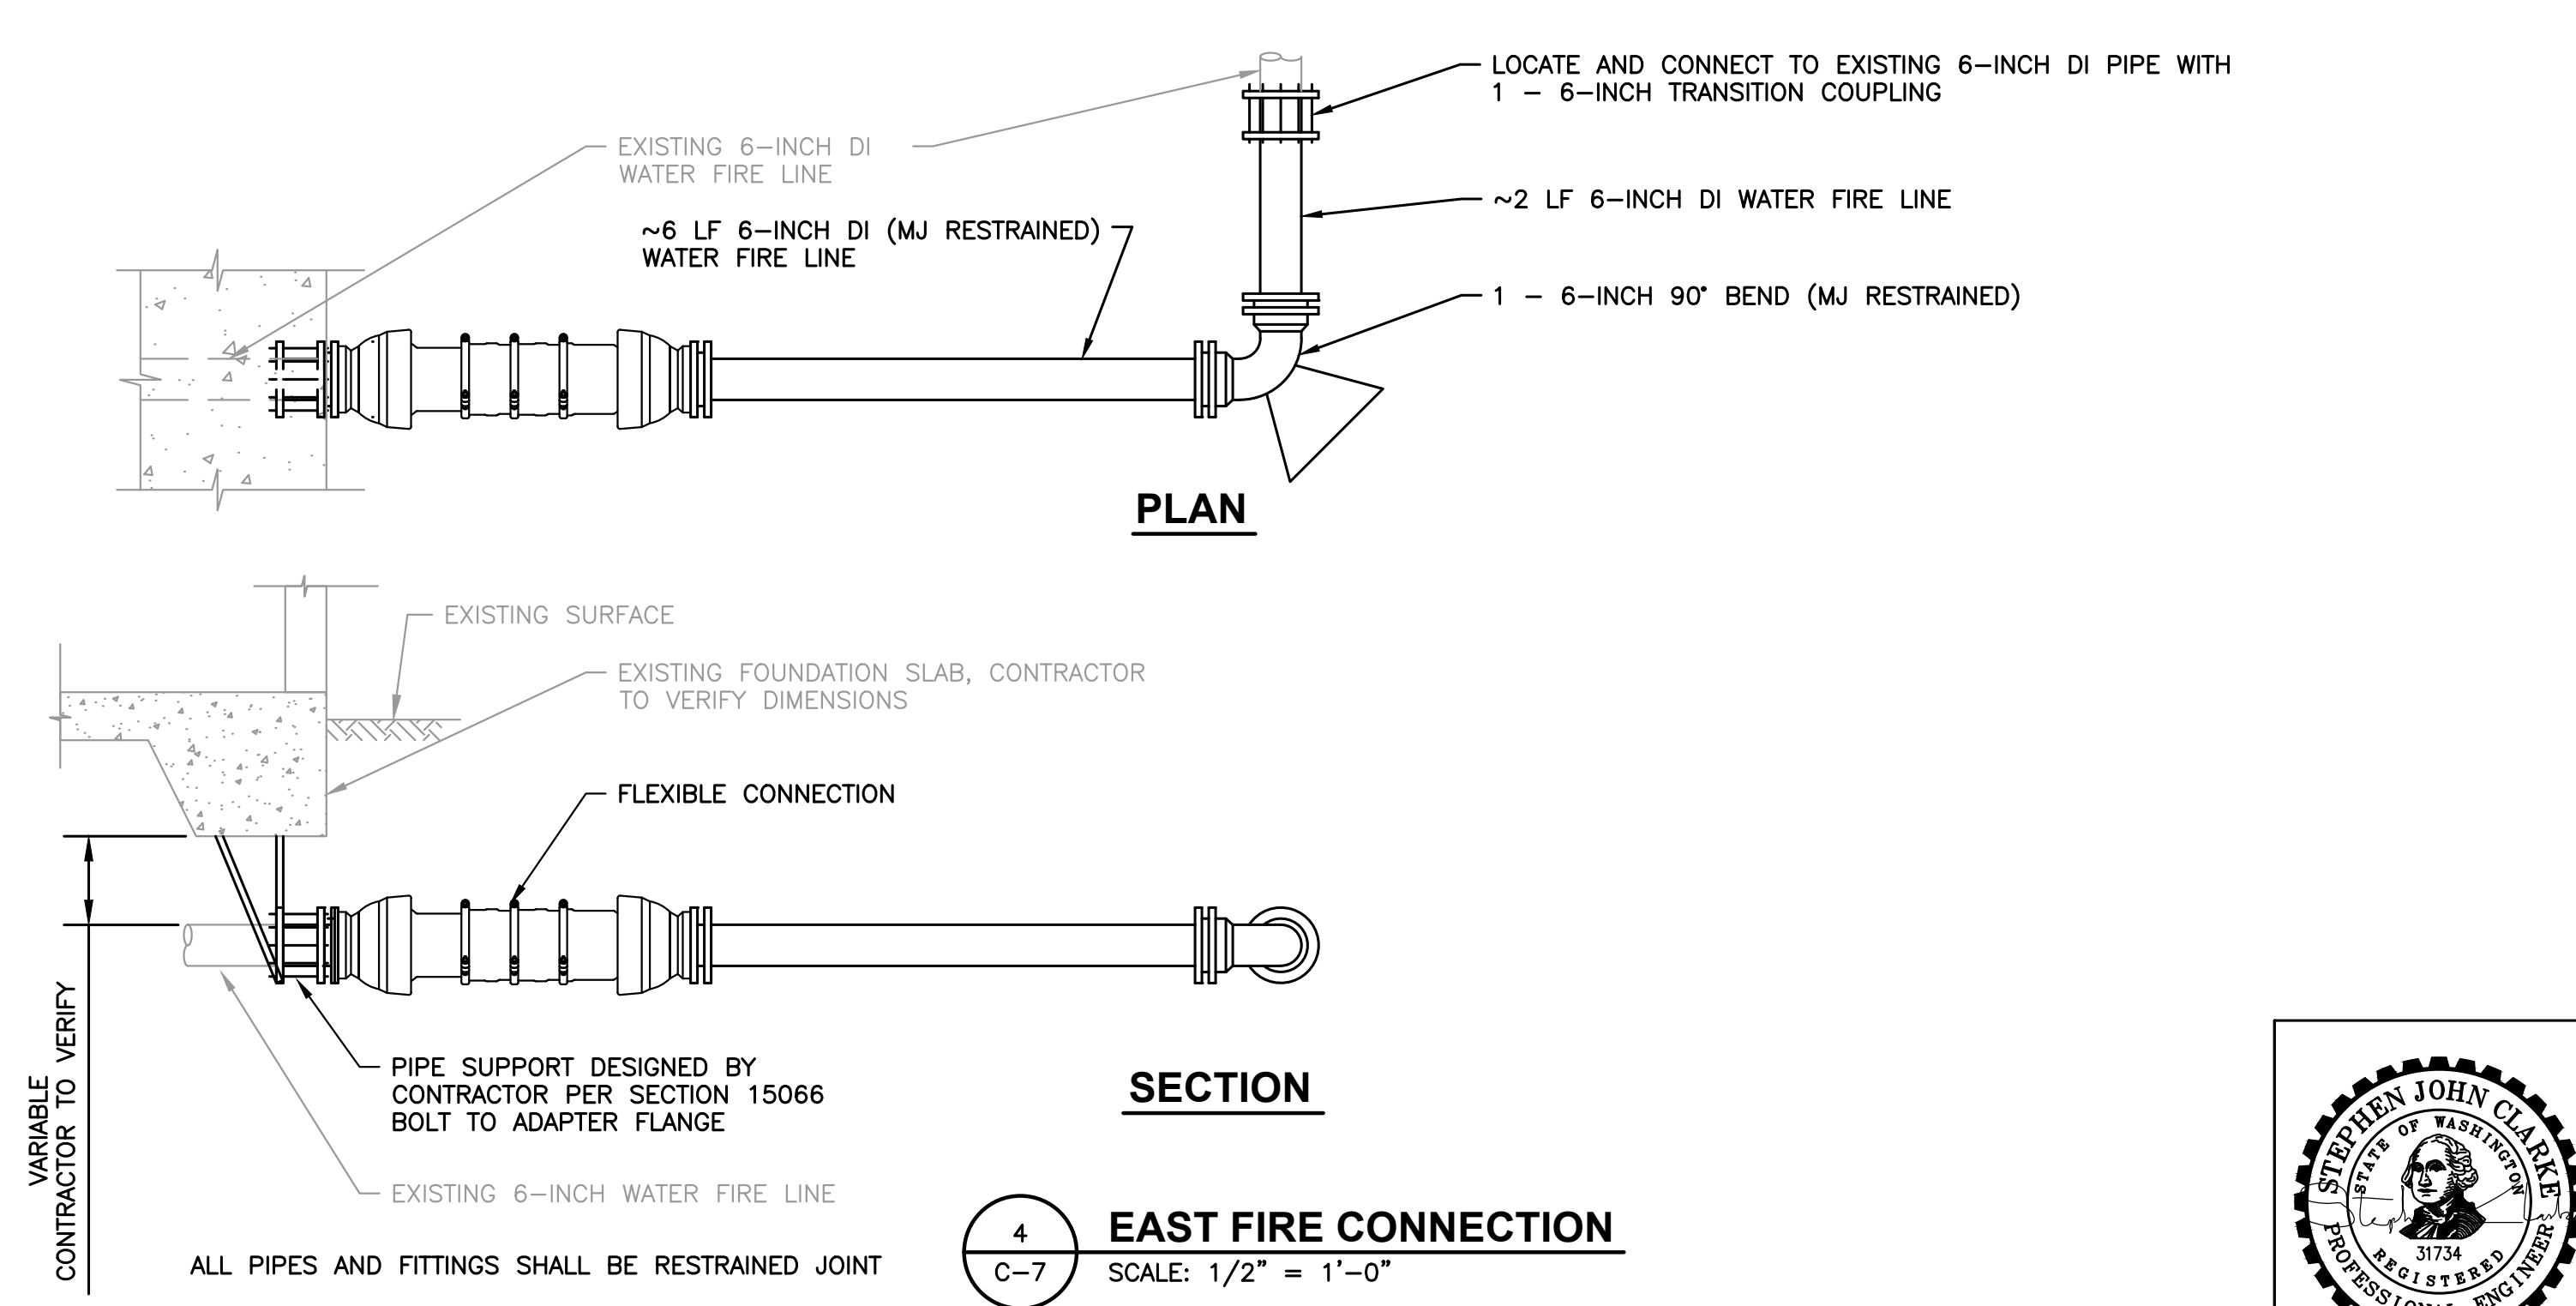 LOCATE AND CONNECT TO EXISTING 6-INCH DI PIPE WITH
1 - 6-INCH TRANSITION COUPLING
EXISTING 6-INCH DI
WATER FIRE LINE
~6 LF 6-INCH DI (MJ RESTRAINED)
WATER FIRE LINE
~2 LF 6-INCH DI WATER FIRE LINE
1 - 6-INCH 90° BEND (MJ RESTRAINED)
PLAN
EXISTING SURFACE
EXISTING FOUNDATION SLAB, CONTRACTOR
TO VERIFY DIMENSIONS
FLEXIBLE CONNECTION
VARIABLE
CONTRACTOR TO VERIFY
PIPE SUPPORT DESIGNED BY
CONTRACTOR PER SECTION 15066
BOLT TO ADAPTER FLANGE
SECTION
EXISTING 6-INCH WATER FIRE LINE
ALL PIPES AND FITTINGS SHALL BE RESTRAINED JOINT
4
C-7
EAST FIRE CONNECTION
SCALE: 1/2" = 1'-0"
STEPHEN JOHN CLARKE
STATE OF WASHINGTON
31734
REGISTERED
PROFESSIONAL ENGINEER